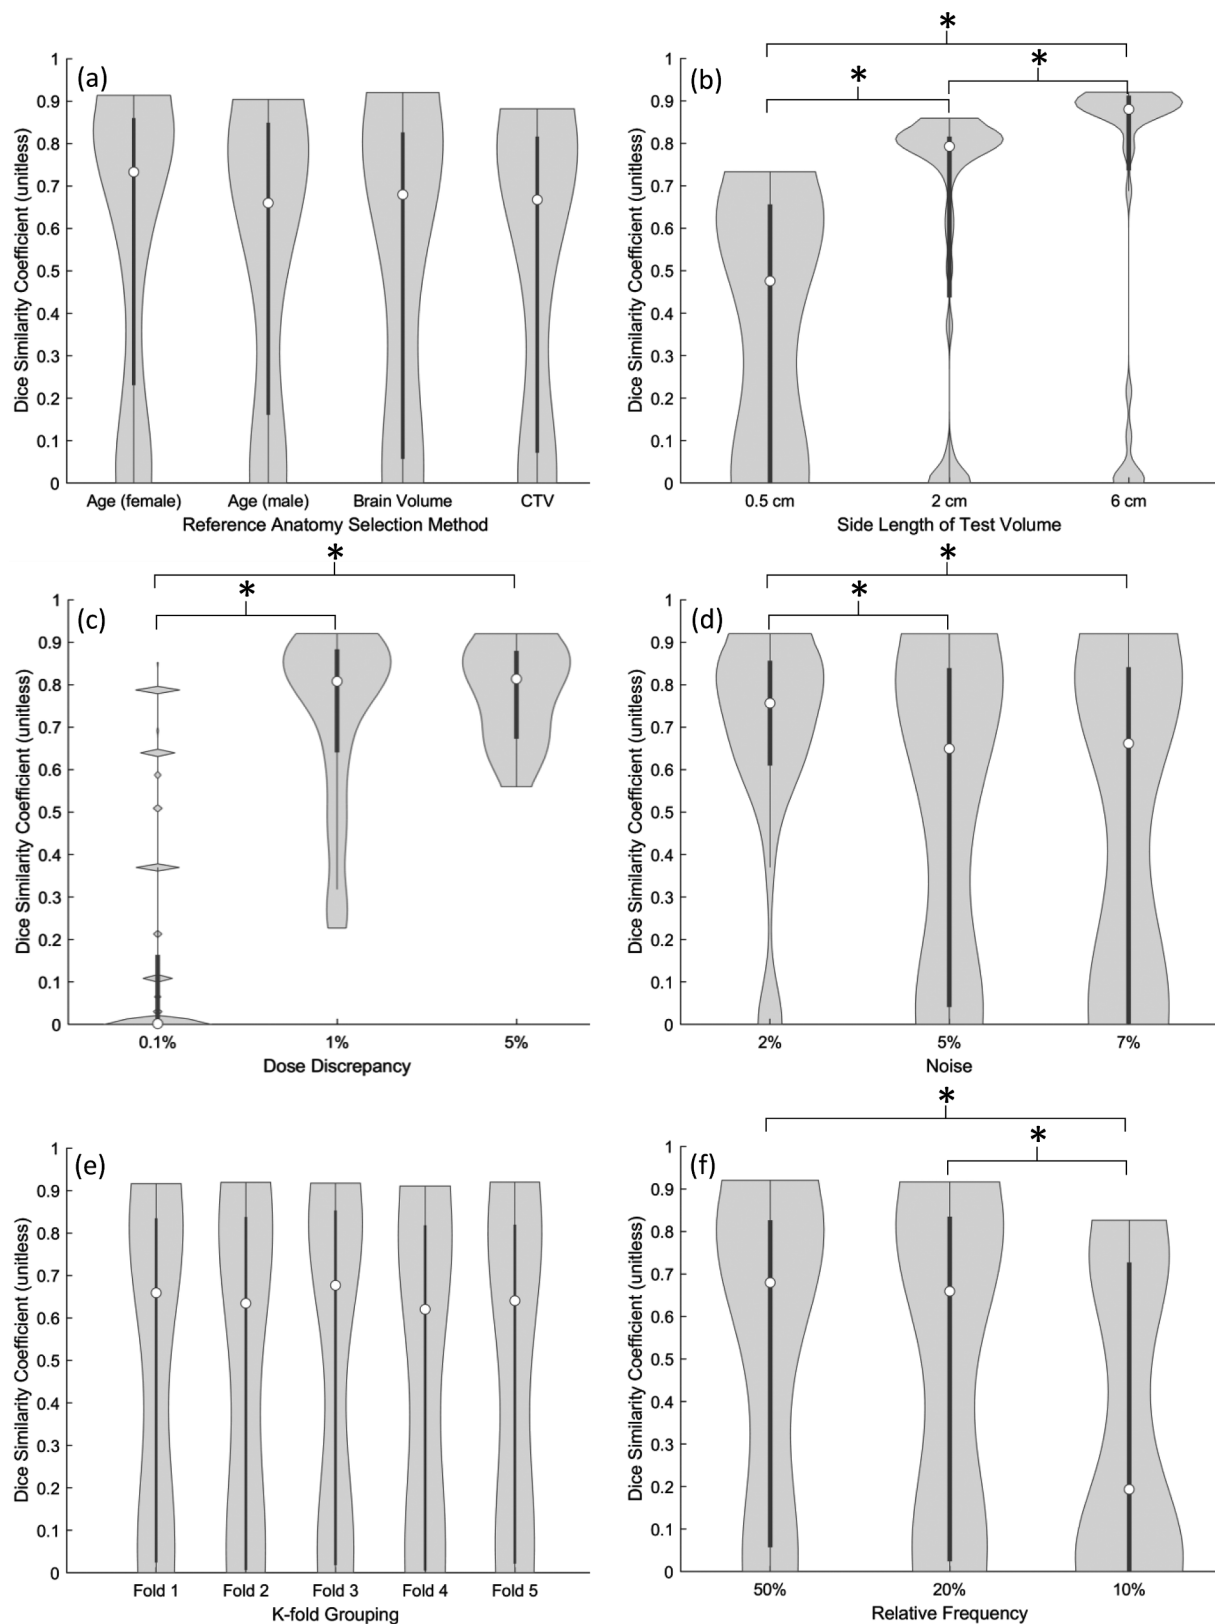 (a)
1
0.9
0.8
0.7
0.6
0.5
0.4
0.3
0.2
0.1
0
Dice Similarity Coefficient (unitless)
Age (female) Age (male) Brain Volume CTV
Reference Anatomy Selection Method
* * *
(b)
1
0.9
0.8
0.7
0.6
0.5
0.4
0.3
0.2
0.1
0
Dice Similarity Coefficient (unitless)
0.5 cm 2 cm 6 cm
Side Length of Test Volume
* *
(c)
1
0.9
0.8
0.7
0.6
0.5
0.4
0.3
0.2
0.1
0
Dice Similarity Coefficient (unitless)
0.1% 1% 5%
Dose Discrepancy
* *
(d)
1
0.9
0.8
0.7
0.6
0.5
0.4
0.3
0.2
0.1
0
Dice Similarity Coefficient (unitless)
2% 5% 7%
Noise
(e)
1
0.9
0.8
0.7
0.6
0.5
0.4
0.3
0.2
0.1
0
Dice Similarity Coefficient (unitless)
Fold 1 Fold 2 Fold 3 Fold 4 Fold 5
K-fold Grouping
* *
(f)
1
0.9
0.8
0.7
0.6
0.5
0.4
0.3
0.2
0.1
0
Dice Similarity Coefficient (unitless)
50% 20% 10%
Relative Frequency